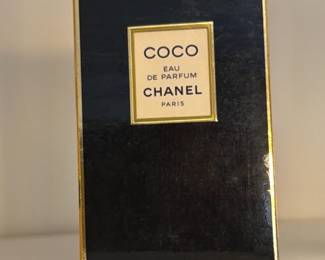 COCO
EAU
DE PARFUM
CHANEL
PARIS